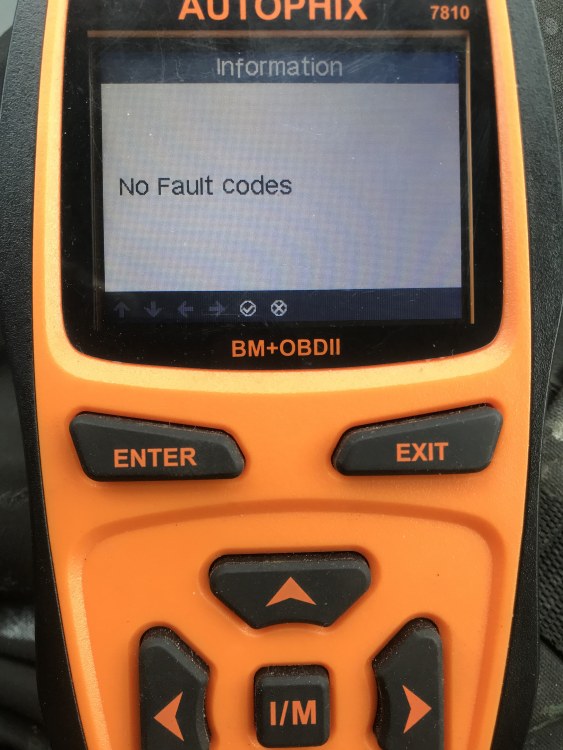 AUTOPHIX
7810
Information
No Fault codes
BM+OBDII
ENTER
EXIT
I/M